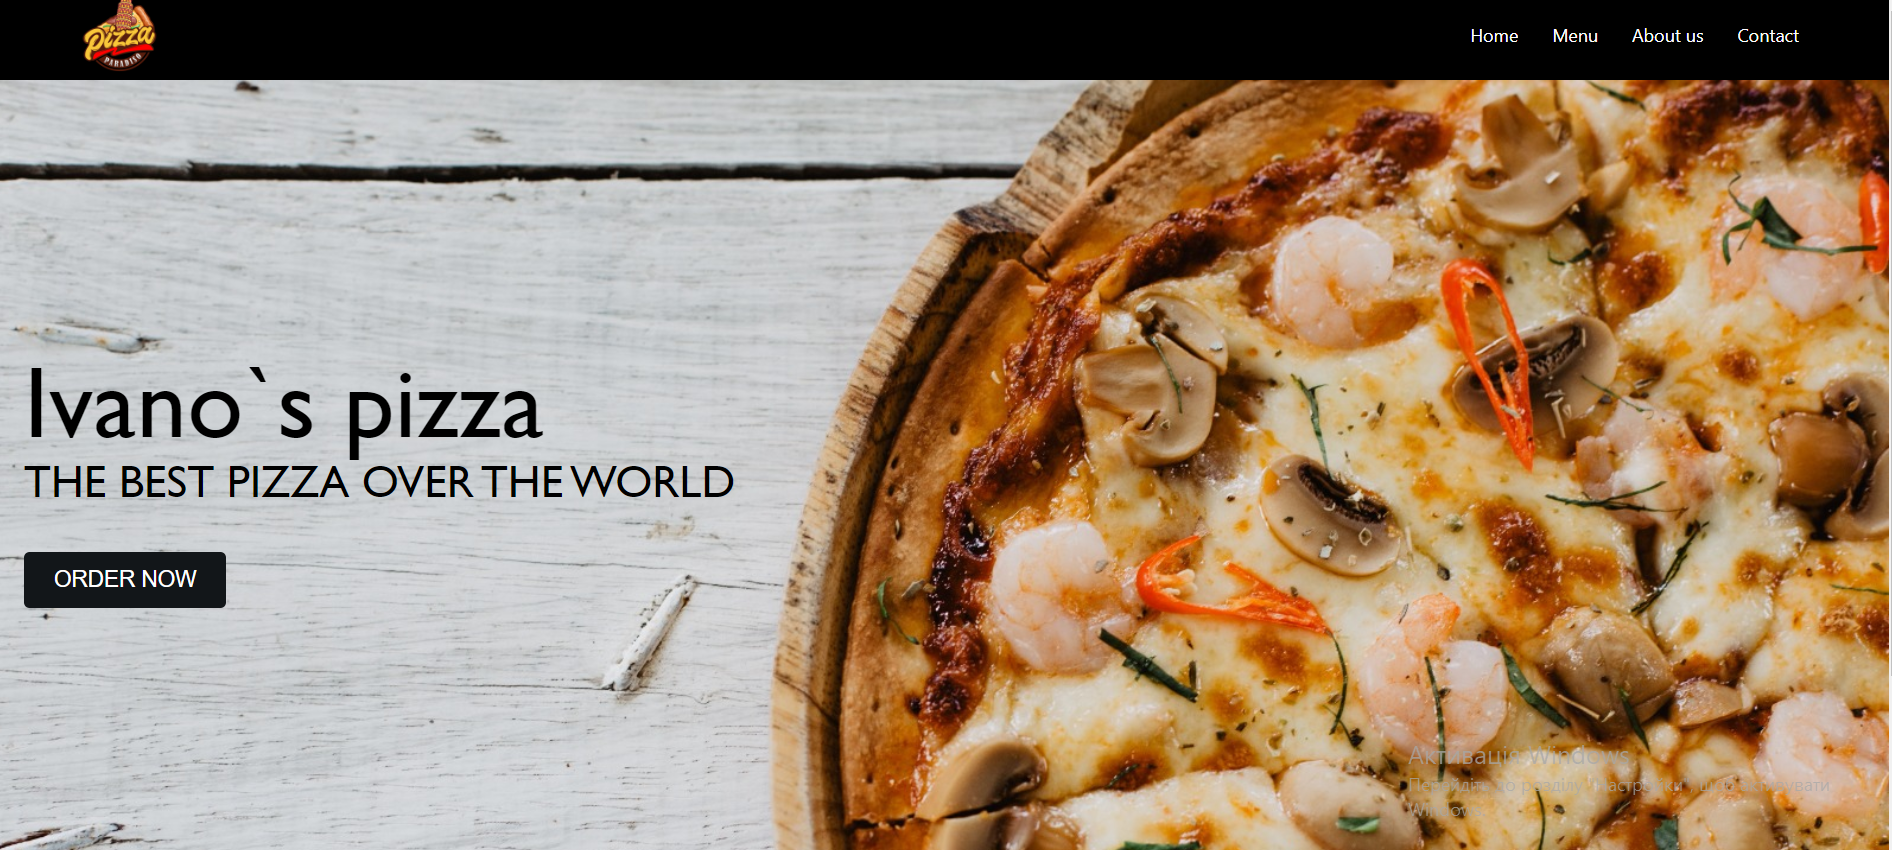 pizza
PARADISO
Home Menu About us Contact
Ivano`s pizza
THE BEST PIZZA OVER THE WORLD
ORDER NOW
Активація Windows
Перейдіть до розділу "Настройки", щоб активувати
Windows.